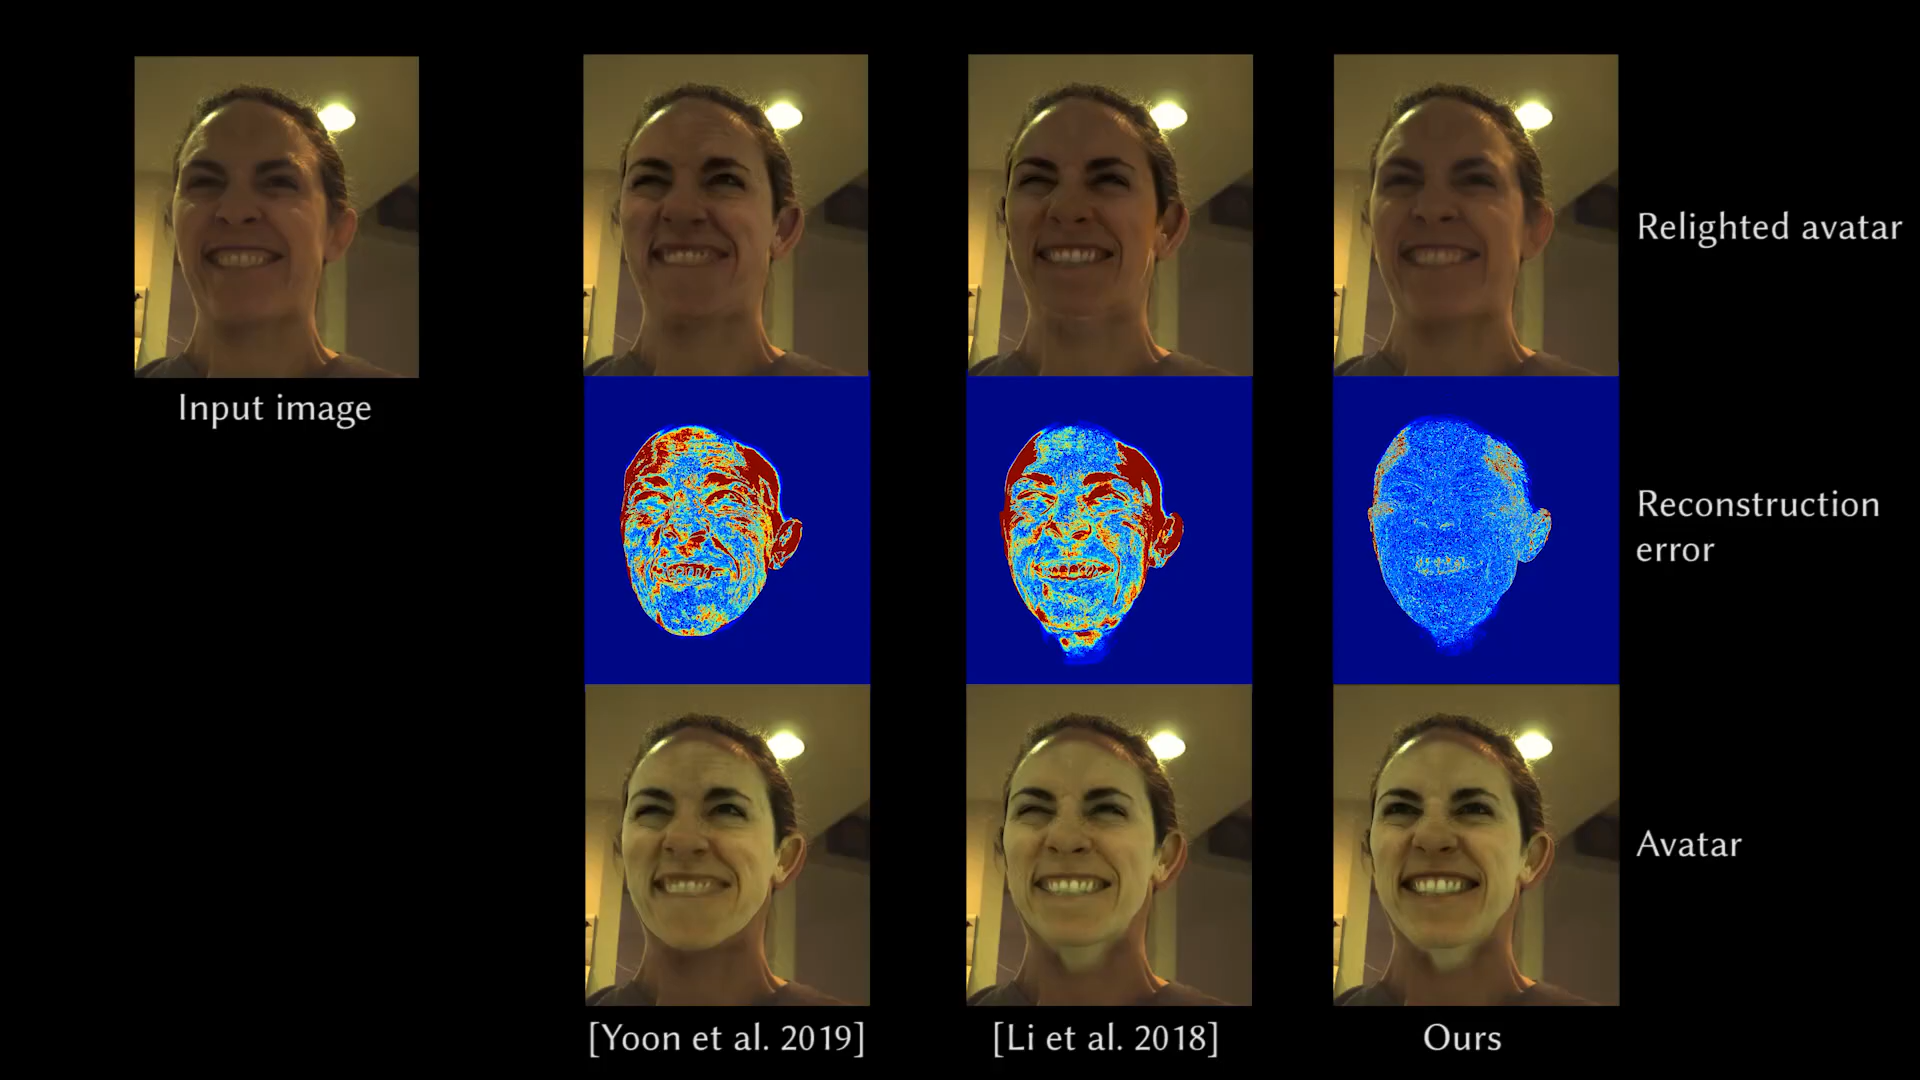 Relighted avatar
Input image
Reconstruction
error
Avatar
[Yoon et al. 2019]
[Li et al. 2018]
Ours